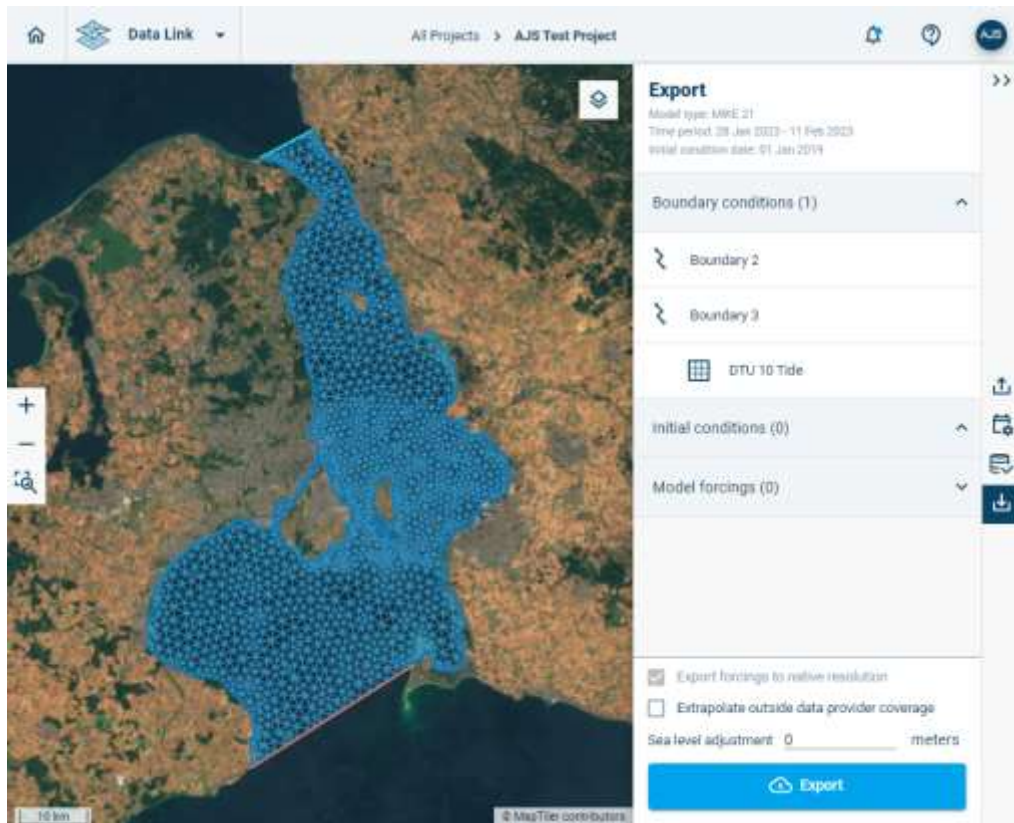 Data Link
All Projects > AJS Test Project
AJS
Export
Model type: MIKE 21
Time period: 28 Jan 2023 - 11 Feb 2023
Initial condition date: 01 Jan 2019
Boundary conditions (1)
Boundary 2
Boundary 3
DTU 10 Tide
Initial conditions (0)
Model forcings (0)
Export forcings to native resolution
Extrapolate outside data provider coverage
Sea level adjustment 0 meters
Export
10 km
© MapTiler contributors